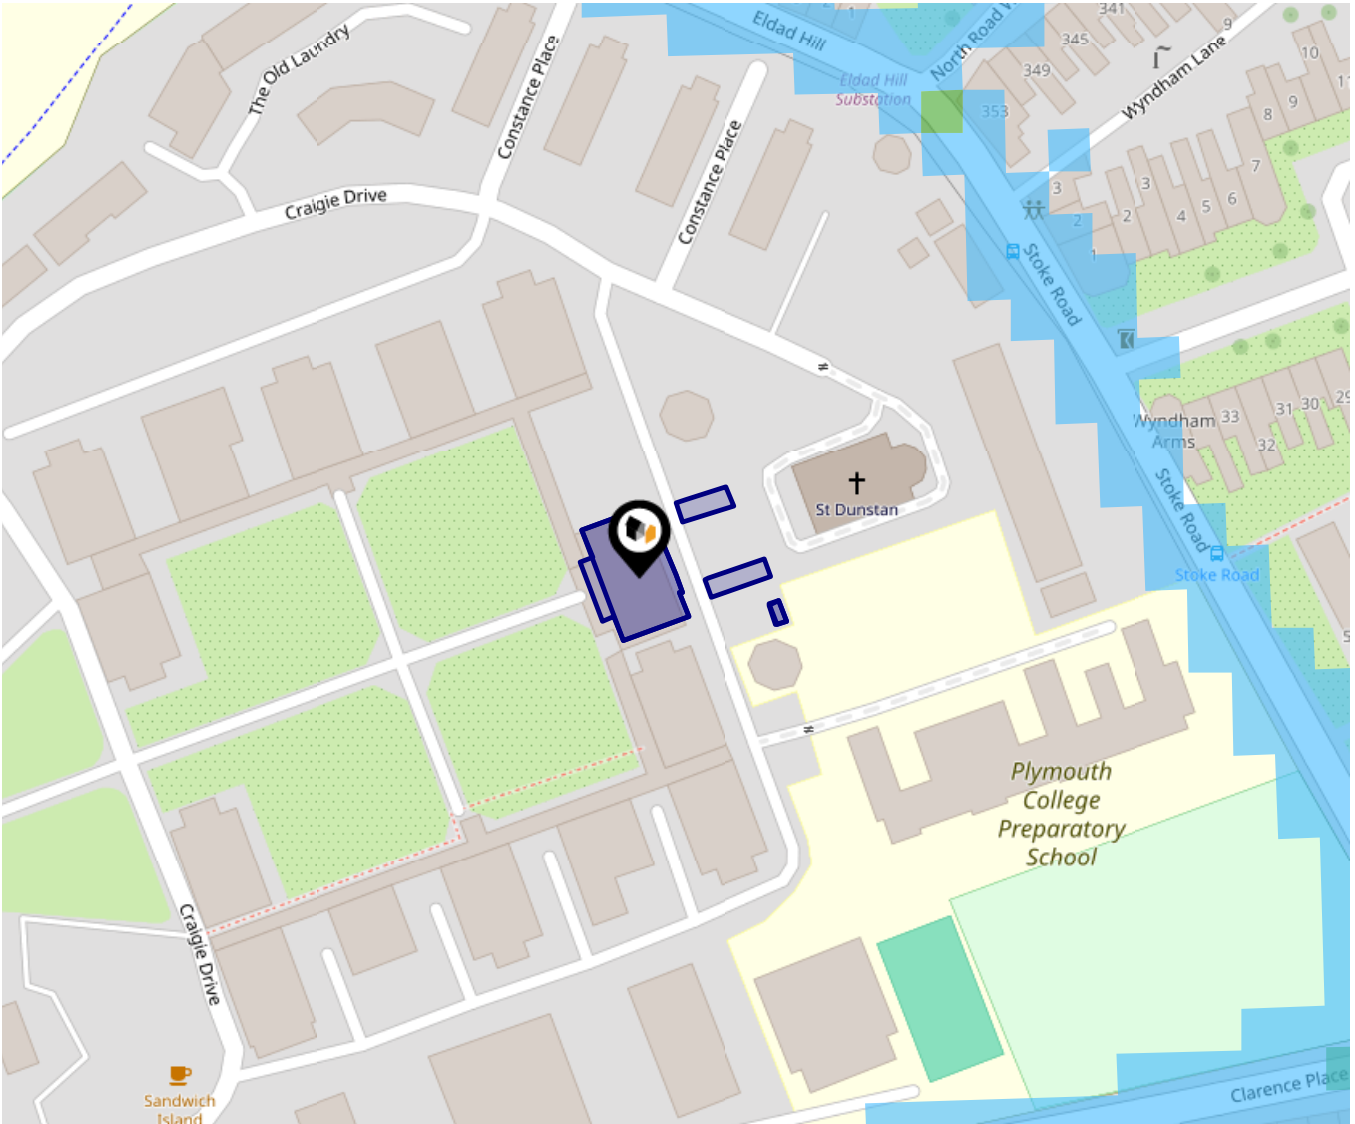 Eldad Hill
1
341
9
North Road W
345
The Old Laundry
Constance Place
10
349
Eldad Hill
Substation
Wyndham Lane
353
8
9
Constance Place
7
Craigie Drive
3
3
2
2
4
5
6
1
Stoke Road
29
33
31
30
Wyndham
Arms
32
St Dunstan
Stoke Road
Stoke Road
Plymouth
College
Preparatory
School
Craigie Drive
Sandwich
Island
Clarence Place